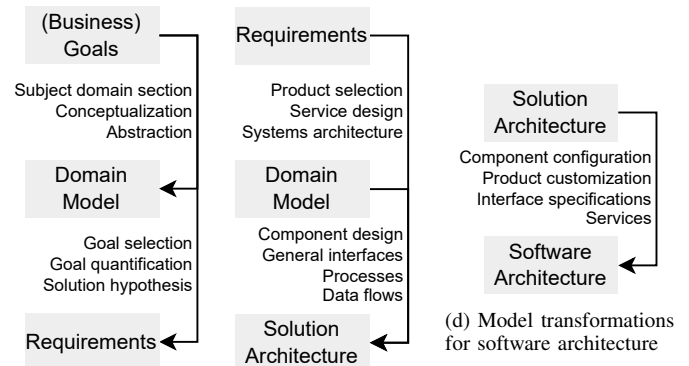 (Business)
Goals
Subject domain section
Conceptualization
Abstraction
Domain
Model
Goal selection
Goal quantification
Solution hypothesis
Requirements
Requirements
Product selection
Service design
Systems architecture
Domain
Model
Component design
General interfaces
Processes
Data flows
Solution
Architecture
Solution
Architecture
Component configuration
Product customization
Interface specifications
Services
Software
Architecture
(d) Model transformations
for software architecture